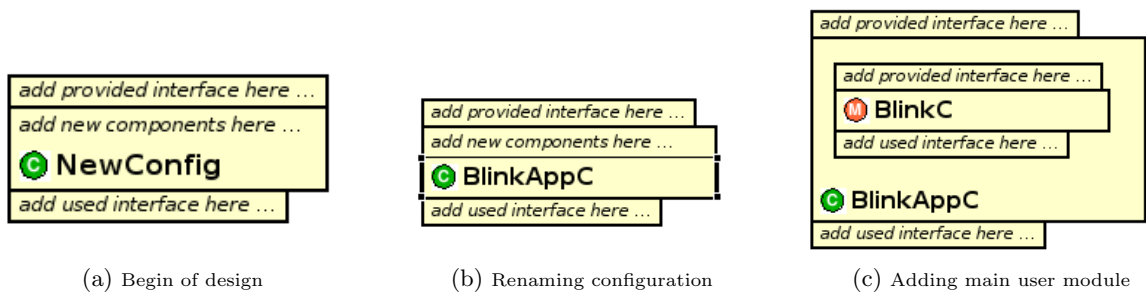 add provided interface here ...
add new components here ...
C NewConfig
add used interface here ...
(a) Begin of design
add provided interface here ...
add new components here ...
C BlinkAppC
add used interface here ...
(b) Renaming configuration
add provided interface here ...
add provided interface here ...
M BlinkC
add used interface here ...
C BlinkAppC
add used interface here ...
(c) Adding main user module